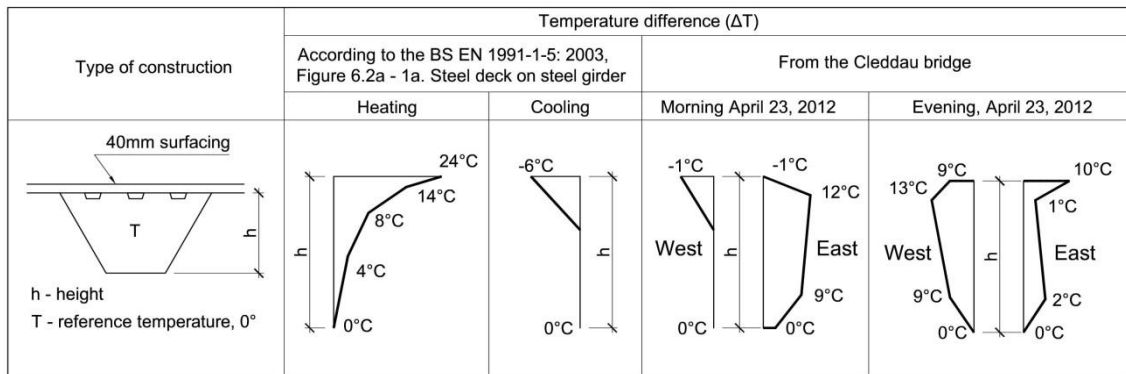 Type of construction
Temperature difference (ΔT)
According to the BS EN 1991-1-5: 2003,
Figure 6.2a - 1a. Steel deck on steel girder
From the Cleddau bridge
Heating
Cooling
Morning April 23, 2012
Evening, April 23, 2012
40mm surfacing
T
h
h - height
T - reference temperature, 0°
24°C
14°C
8°C
4°C
0°C
h
-6°C
0°C
h
-1°C
West
0°C
h
-1°C
12°C
East
9°C
0°C
9°C
13°C
West
9°C
0°C
h
10°C
1°C
East
2°C
0°C